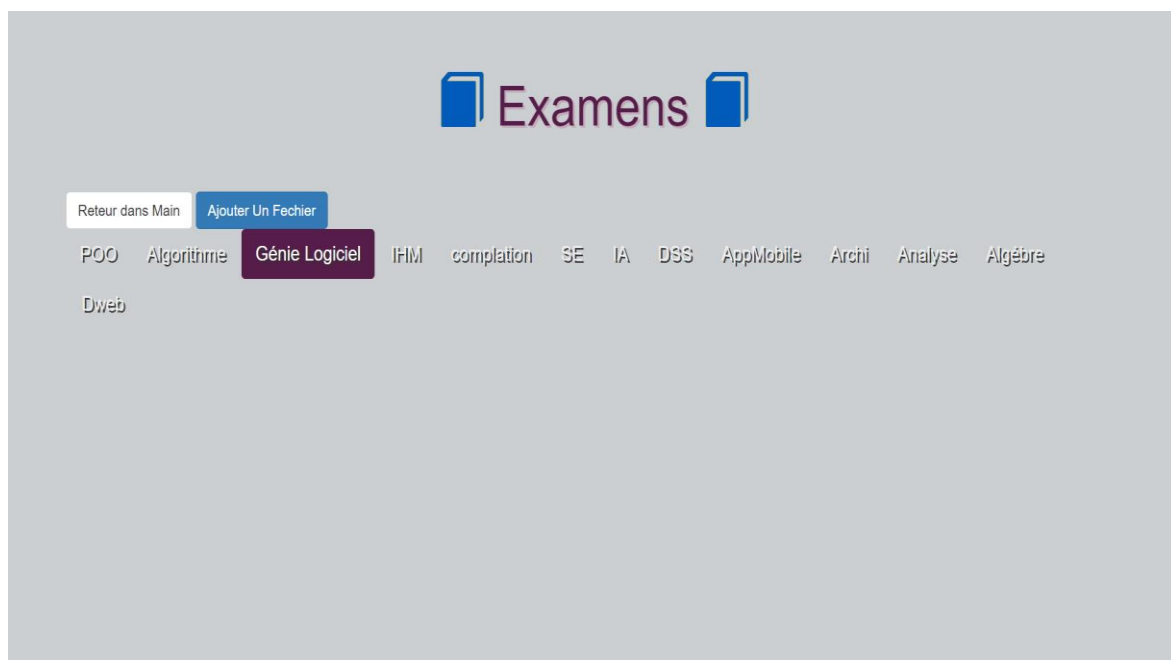 Examens
Reteur dans Main Ajouter Un Fechier
POO Algorithme Génie Logiciel IHM complation SE IA DSS AppMobile Archi Analyse Algébre
Dweb